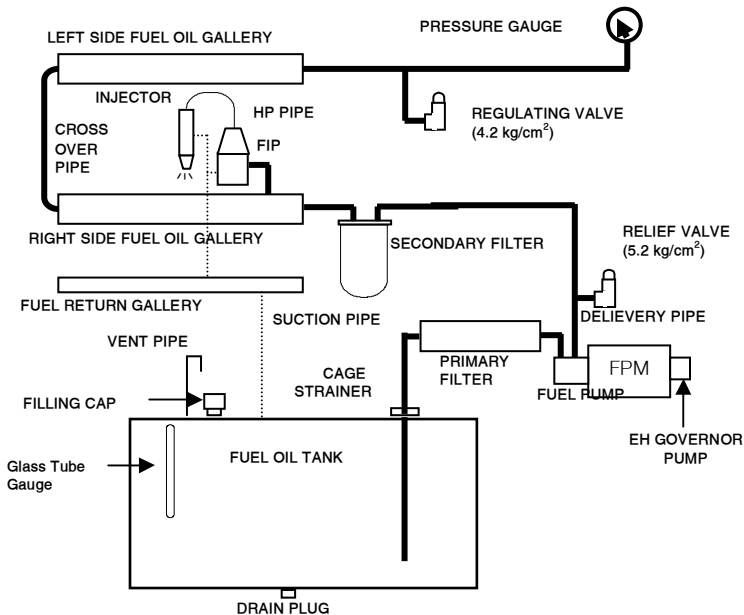 PRESSURE GAUGE
LEFT SIDE FUEL OIL GALLERY
INJECTOR
HP PIPE
REGULATING VALVE
(4.2 kg/cm²)
CROSS
OVER
PIPE
FIP
RIGHT SIDE FUEL OIL GALLERY
SECONDARY FILTER
RELIEF VALVE
(5.2 kg/cm²)
FUEL RETURN GALLERY
SUCTION PIPE
DELIEVERY PIPE
VENT PIPE
PRIMARY
FILTER
CAGE
STRAINER
FPM
FUEL PUMP
FILLING CAP
EH GOVERNOR
PUMP
Glass Tube
Gauge
FUEL OIL TANK
DRAIN PLUG